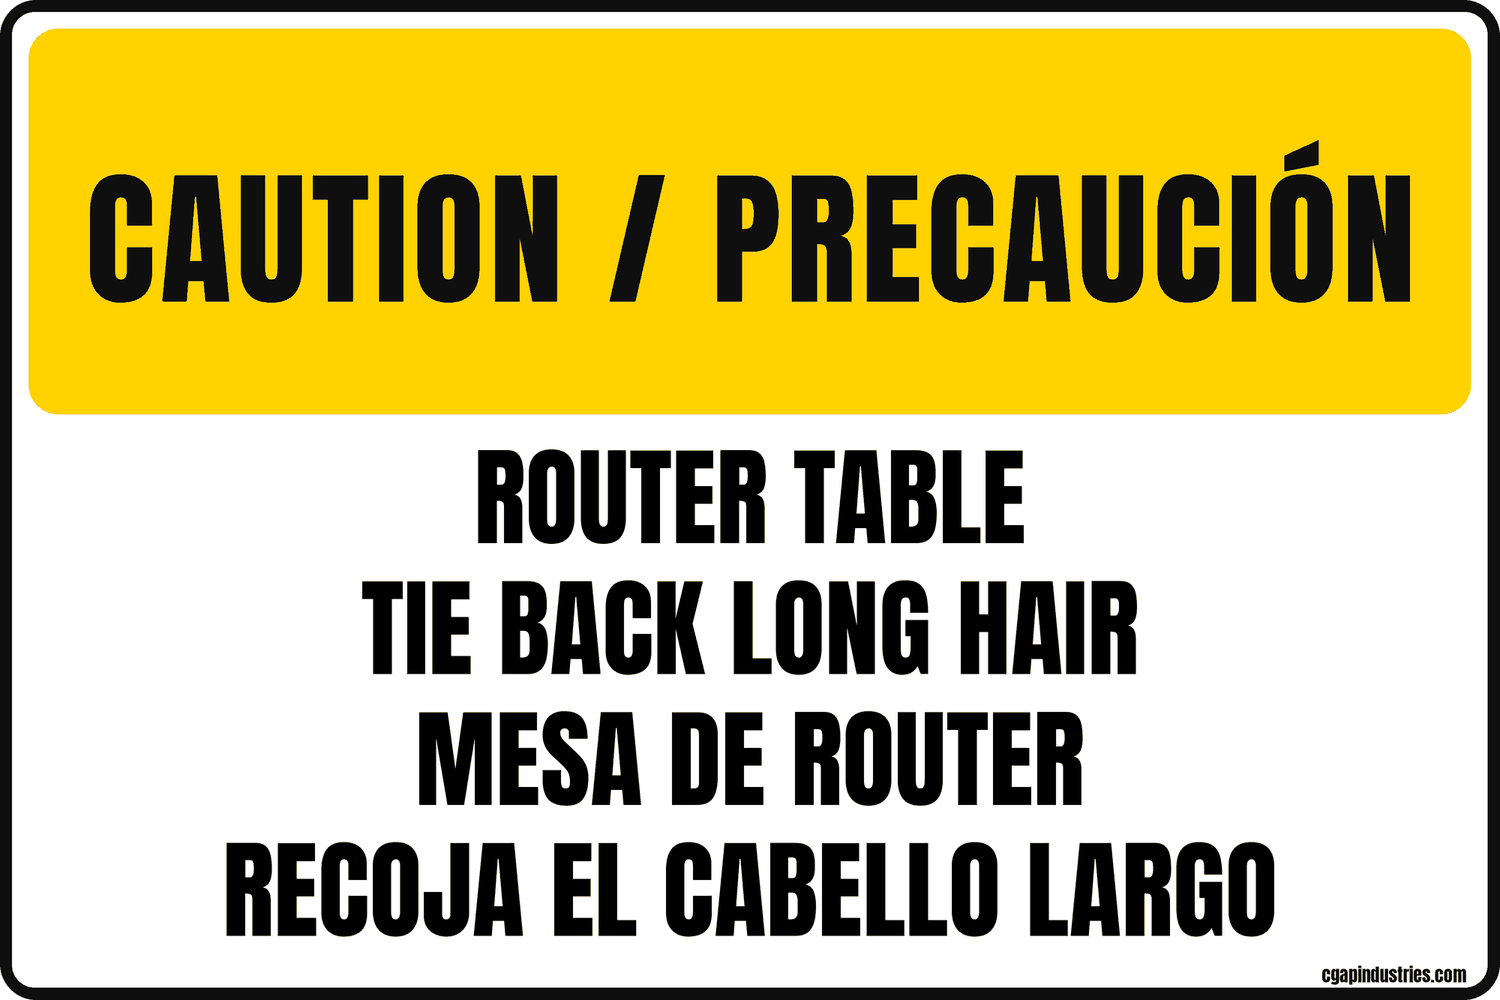 CAUTION / PRECAUCIÓN
ROUTER TABLE
TIE BACK LONG HAIR
MESA DE ROUTER
RECOJA EL CABELLO LARGO
cgapindustries.com